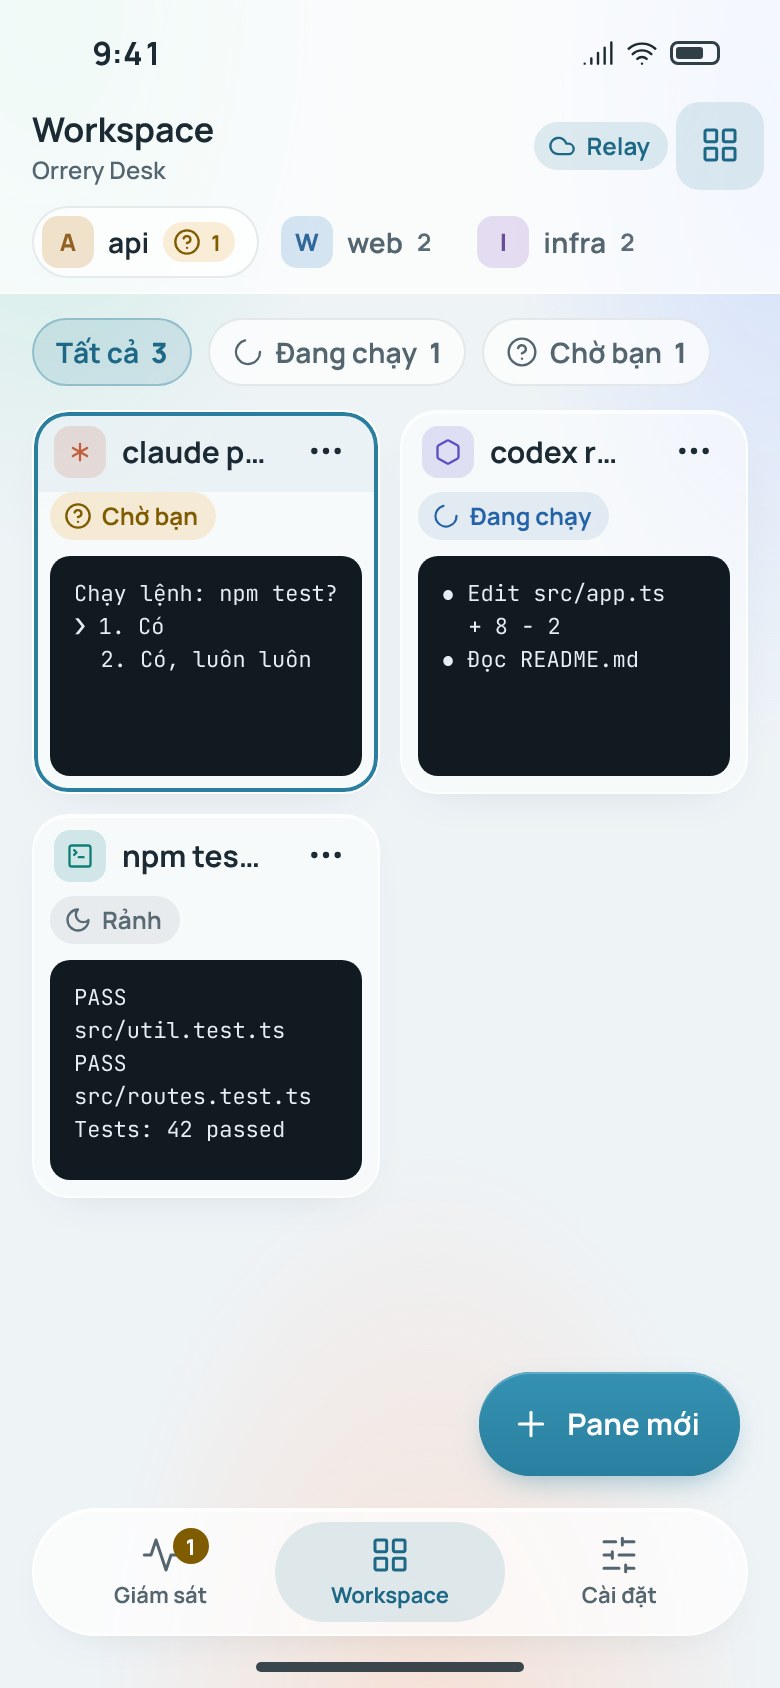 9:41
Workspace
Orrery Desk
Relay
A api 1
W web 2
I infra 2
Tất cả 3
Đang chạy 1
Chờ bạn 1
claude p...
Chờ bạn
Chạy lệnh: npm test?
❯ 1. Có
2. Có, luôn luôn
codex r...
Đang chạy
● Edit src/app.ts
+ 8 - 2
● Đọc README.md
npm tes...
Rảnh
PASS
src/util.test.ts
PASS
src/routes.test.ts
Tests: 42 passed
Pane mới
1
Giám sát
Workspace
Cài đặt